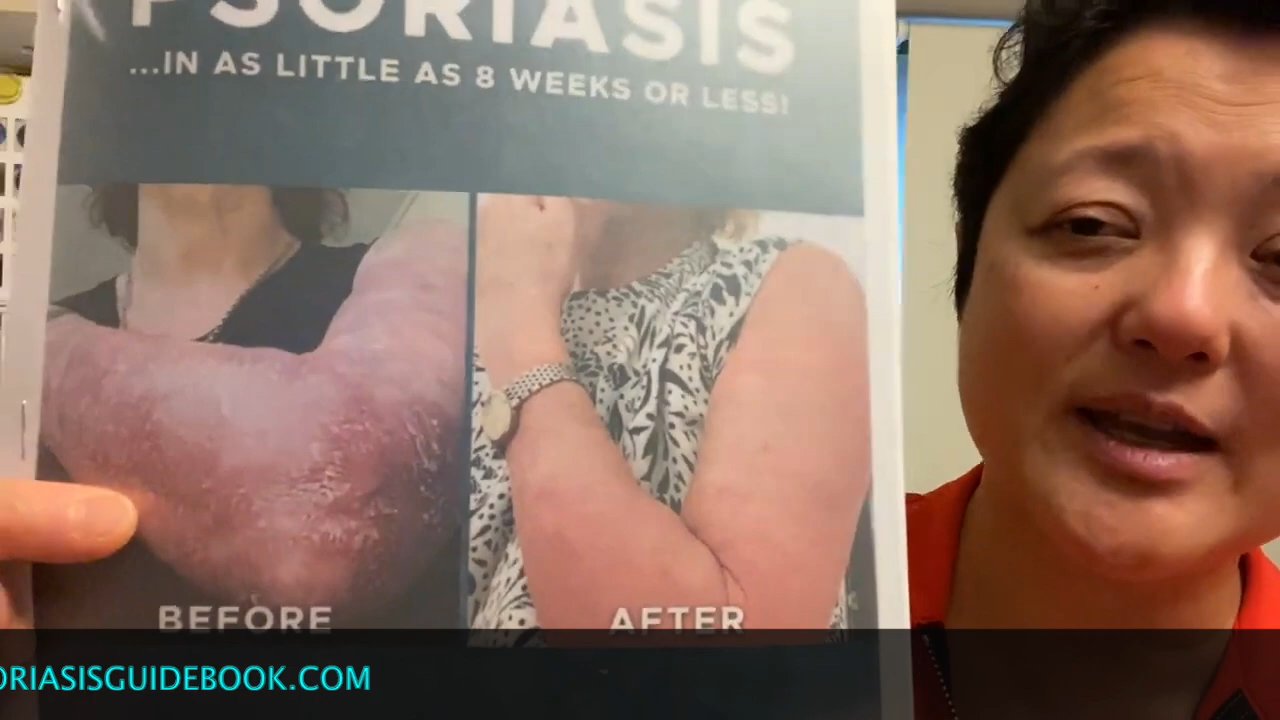 PSORIASIS
...IN AS LITTLE AS 8 WEEKS OR LESS!
BEFORE
AFTER
ORIASISGUIDEBOOK.COM